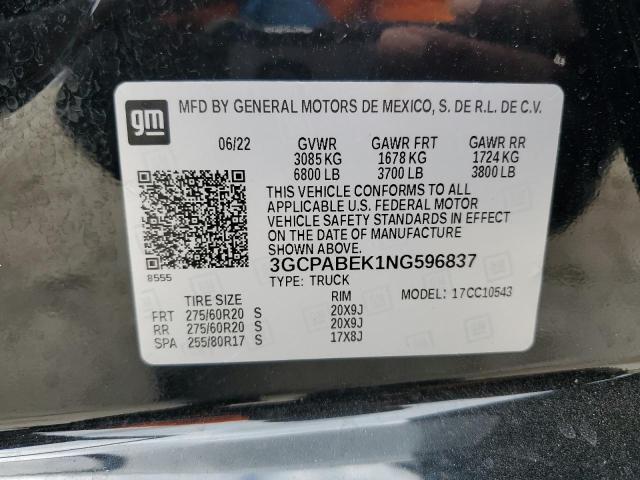 gm
MFD BY GENERAL MOTORS DE MEXICO, S. DE R.L. DE C.V.
06/22 GVWR GAWR FRT GAWR RR
3085 KG 1678 KG 1724 KG
6800 LB 3700 LB 3800 LB
THIS VEHICLE CONFORMS TO ALL
APPLICABLE U.S. FEDERAL MOTOR
VEHICLE SAFETY STANDARDS IN EFFECT
ON THE DATE OF MANUFACTURE
SHOWN ABOVE.
8555
3GCPABEK1NG596837
TYPE: TRUCK
TIRE SIZE RIM MODEL: 17CC10543
FRT 275/60R20 S 20X9J
RR 275/60R20 S 20X9J
SPA 255/80R17 S 17X8J